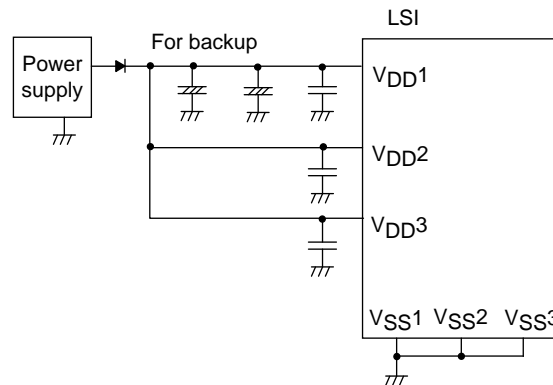 LSI
For backup
Power
supply
VDD1
VDD2
VDD3
VSS1 VSS2 VSS3